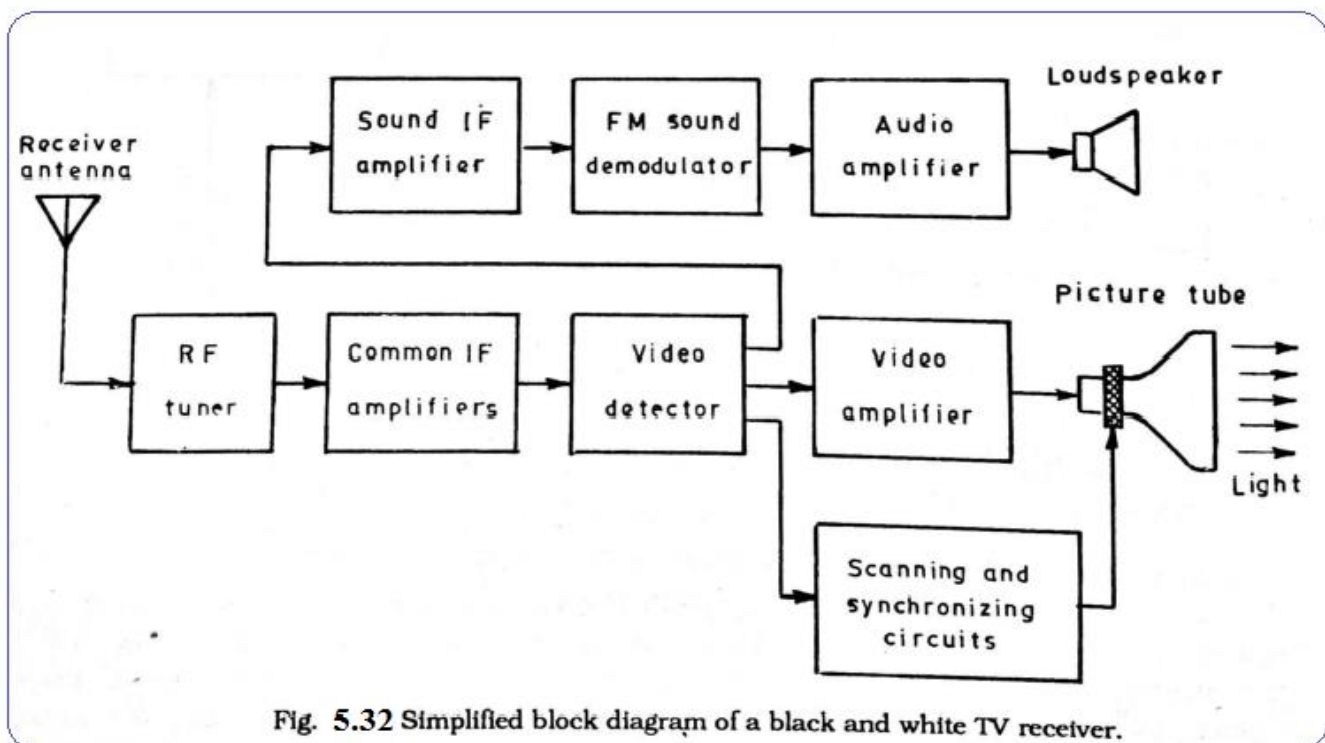 Receiver
antenna
Sound IF
amplifier
FM sound
demodulator
Audio
amplifier
Loudspeaker
RF
tuner
Common IF
amplifiers
Video
detector
Video
amplifier
Picture tube
Light
Scanning and
synchronizing
circuits
Fig. 5.32 Simplified block diagram of a black and white TV receiver.